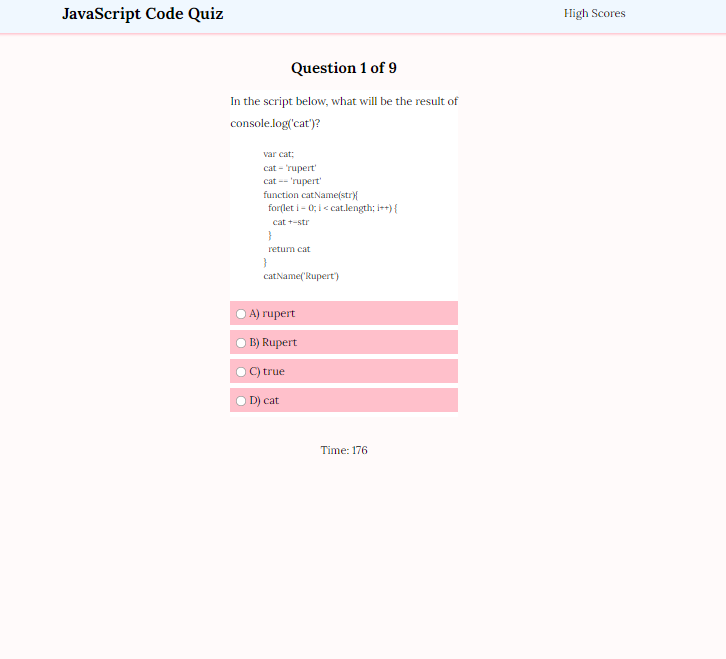 JavaScript Code Quiz
High Scores
Question 1 of 9
In the script below, what will be the result of
console.log('cat')?
var cat;
cat = 'rupert'
cat == 'rupert'
function catName(str){
for(let i = 0; i < cat.length; i++) {
cat +=str
}
return cat
}
catName('Rupert')
A) rupert
B) Rupert
C) true
D) cat
Time: 176